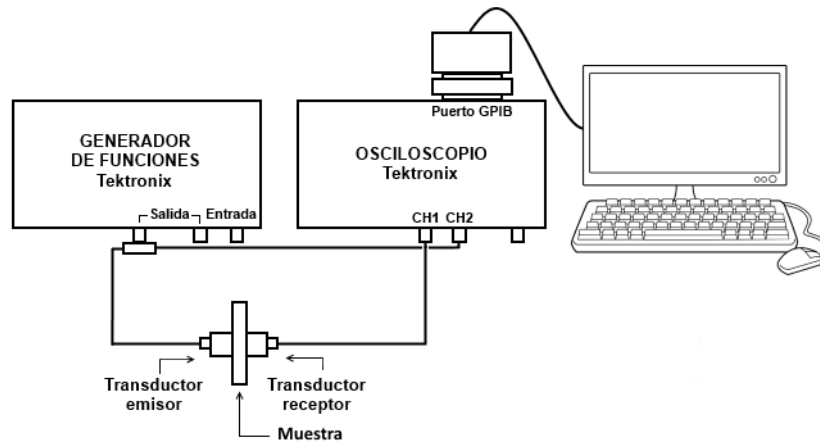 Puerto GPIB
GENERADOR
DE FUNCIONES
Tektronix
OSCILOSCOPIO
Tektronix
Salida Entrada
CH1 CH2
Transductor
emisor
Transductor
receptor
Muestra